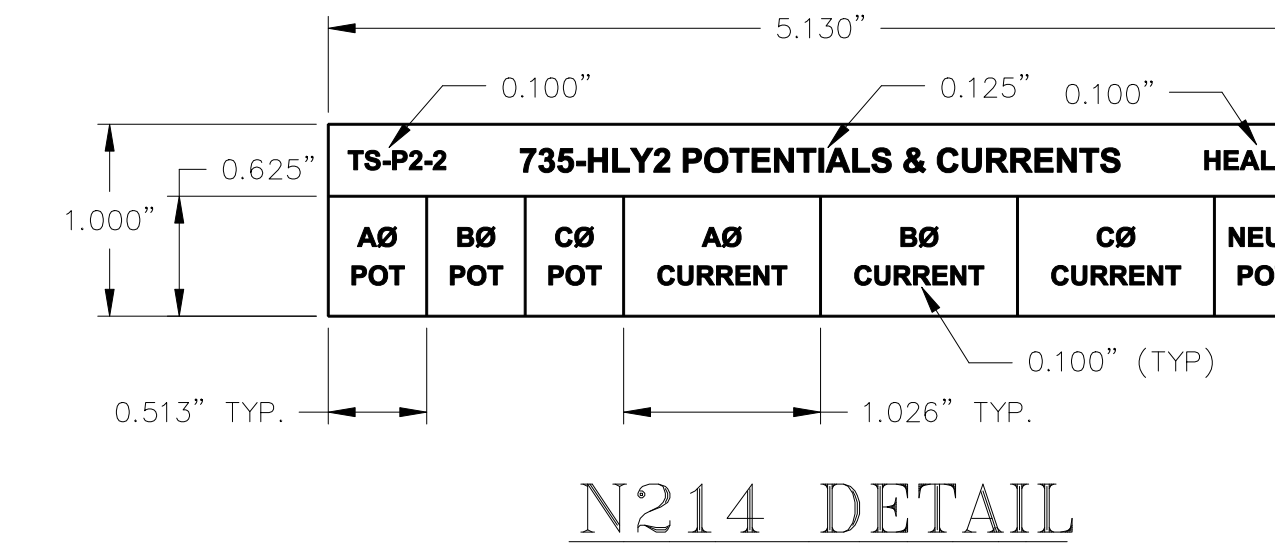 5.130”
0.100” 0.125” 0.100”
TS-P2-2 735-HLY2 POTENTIALS & CURRENTS
0.625”
1.000”
AØ POT
BØ POT
CØ POT
AØ CURRENT
BØ CURRENT
CØ CURRENT
0.100” (TYP)
0.513” TYP.
1.026” TYP.
N214 DETAIL